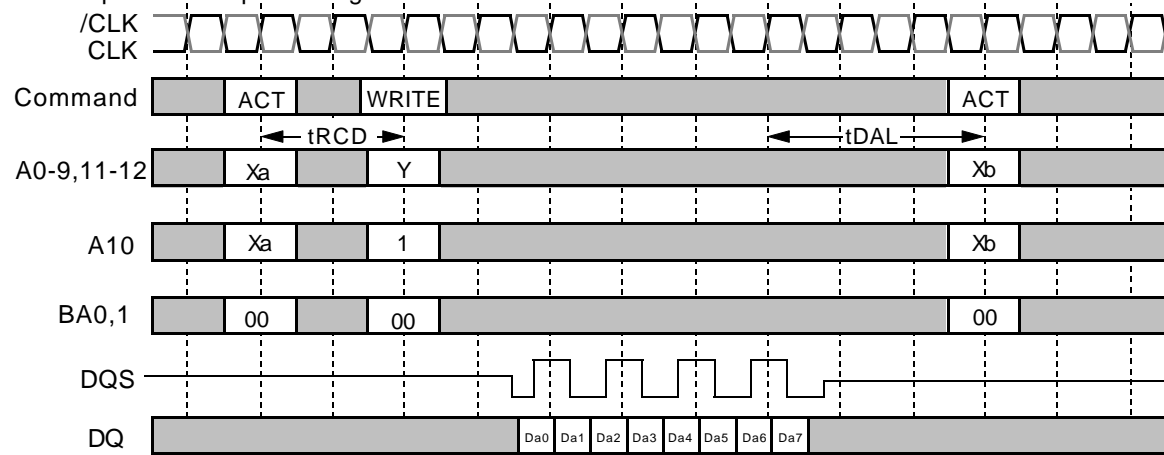 /CLK
CLK
Command ACT WRITE ACT
tRCD tDAL
A0-9,11-12 Xa Y Xb
A10 Xa 1 Xb
BA0,1 00 00 00
DQS
DQ Da0 Da1 Da2 Da3 Da4 Da5 Da6 Da7